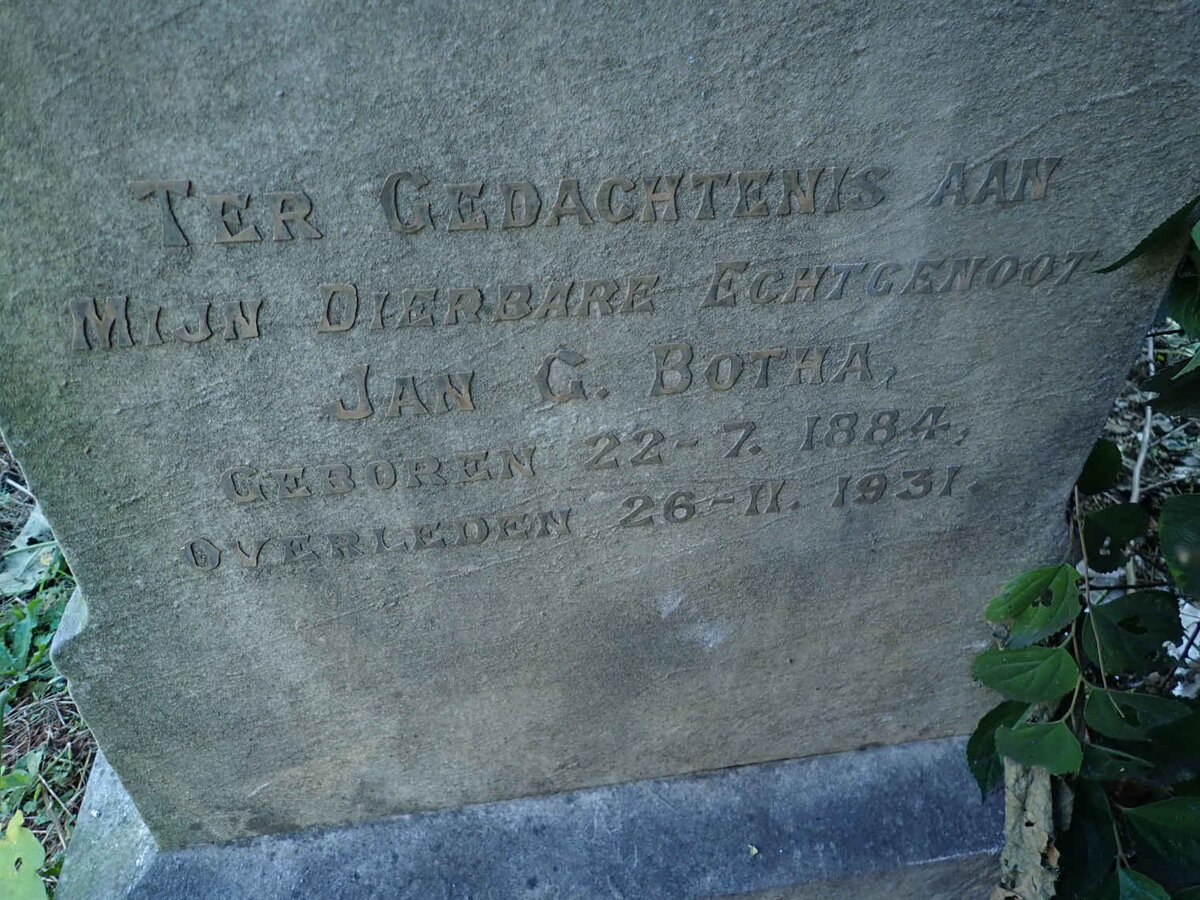 TER GEDACHTENIS AAN
MIJN DIERBARE ECHTGENOOT
JAN G. BOTHA,
GEBOREN 22-7. 1884,
OVERLEDEN 26-11. 1931.